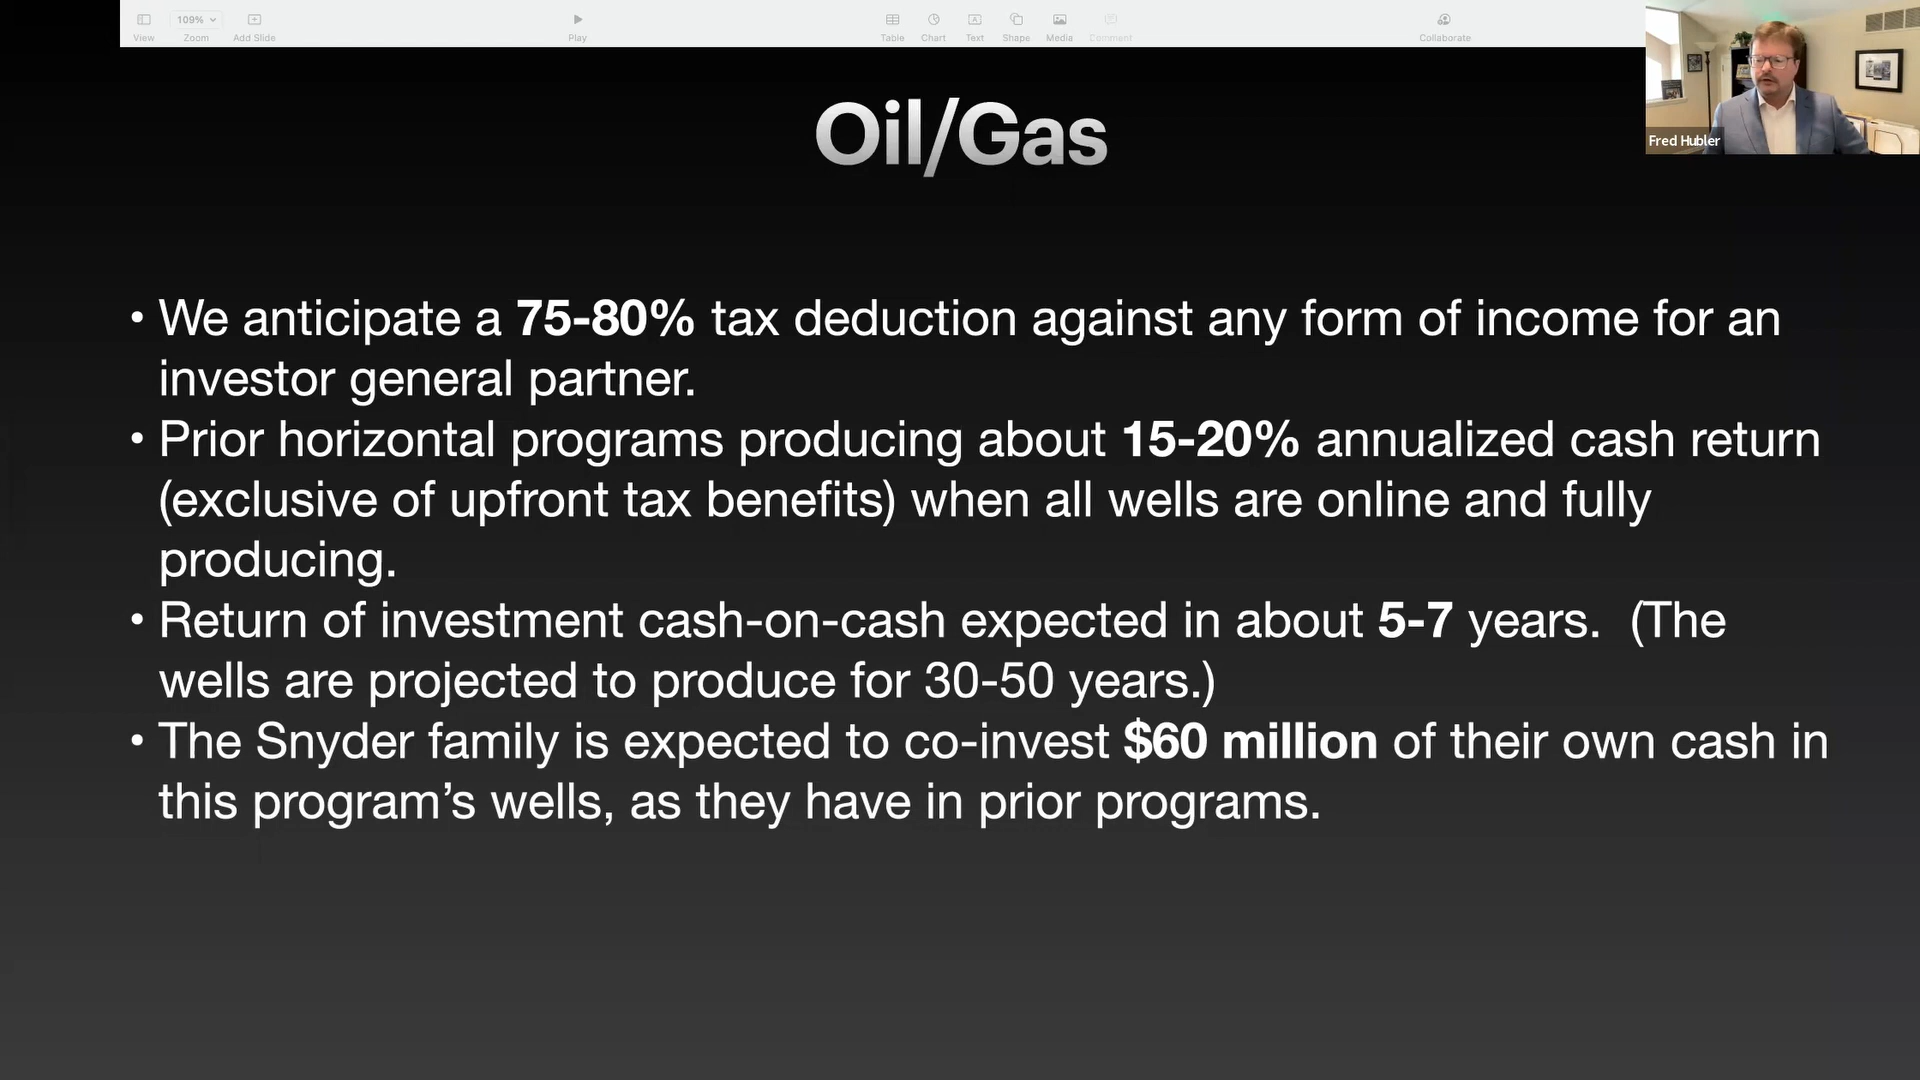 View
109%
Zoom
Add Slide
Play
Table
Chart
Text
Shape
Media
Comment
Collaborate
Fred Hubler
Oil/Gas
• We anticipate a 75-80% tax deduction against any form of income for an
investor general partner.
• Prior horizontal programs producing about 15-20% annualized cash return
(exclusive of upfront tax benefits) when all wells are online and fully
producing.
• Return of investment cash-on-cash expected in about 5-7 years.  (The
wells are projected to produce for 30-50 years.)
• The Snyder family is expected to co-invest $60 million of their own cash in
this program’s wells, as they have in prior programs.